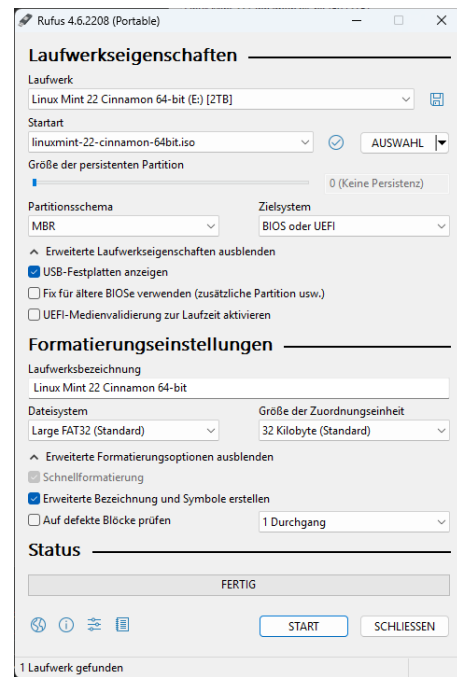 Rufus 4.6.2208 (Portable)
Laufwerkseigenschaften
Laufwerk
Linux Mint 22 Cinnamon 64-bit (E:) [2TB]
Startart
linuxmint-22-cinnamon-64bit.iso
AUSWAHL
Größe der persistenten Partition
0 (Keine Persistenz)
Partitionsschema
Zielsystem
MBR
BIOS oder UEFI
Erweiterte Laufwerkseigenschaften ausblenden
USB-Festplatten anzeigen
Fix für ältere BIOSe verwenden (zusätzliche Partition usw.)
UEFI-Medienvalidierung zur Laufzeit aktivieren
Formatierungseinstellungen
Laufwerksbezeichnung
Linux Mint 22 Cinnamon 64-bit
Dateisystem
Größe der Zuordnungseinheit
Large FAT32 (Standard)
32 Kilobyte (Standard)
Erweiterte Formatierungsoptionen ausblenden
Schnellformatierung
Erweiterte Bezeichnung und Symbole erstellen
Auf defekte Blöcke prüfen
1 Durchgang
Status
FERTIG
START
SCHLIESSEN
1 Laufwerk gefunden